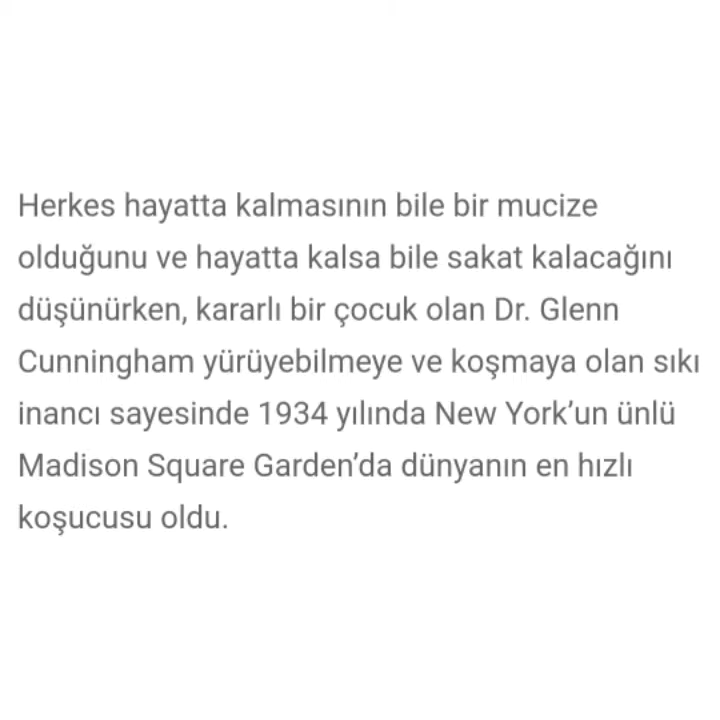 Herkes hayatta kalmasının bile bir mucize
olduğunu ve hayatta kalsa bile sakat kalacağını
düşünürken, kararlı bir çocuk olan Dr. Glenn
Cunningham yürüyebilmeye ve koşmaya olan sıkı
inancı sayesinde 1934 yılında New York’un ünlü
Madison Square Garden’da dünyanın en hızlı
koşucusu oldu.